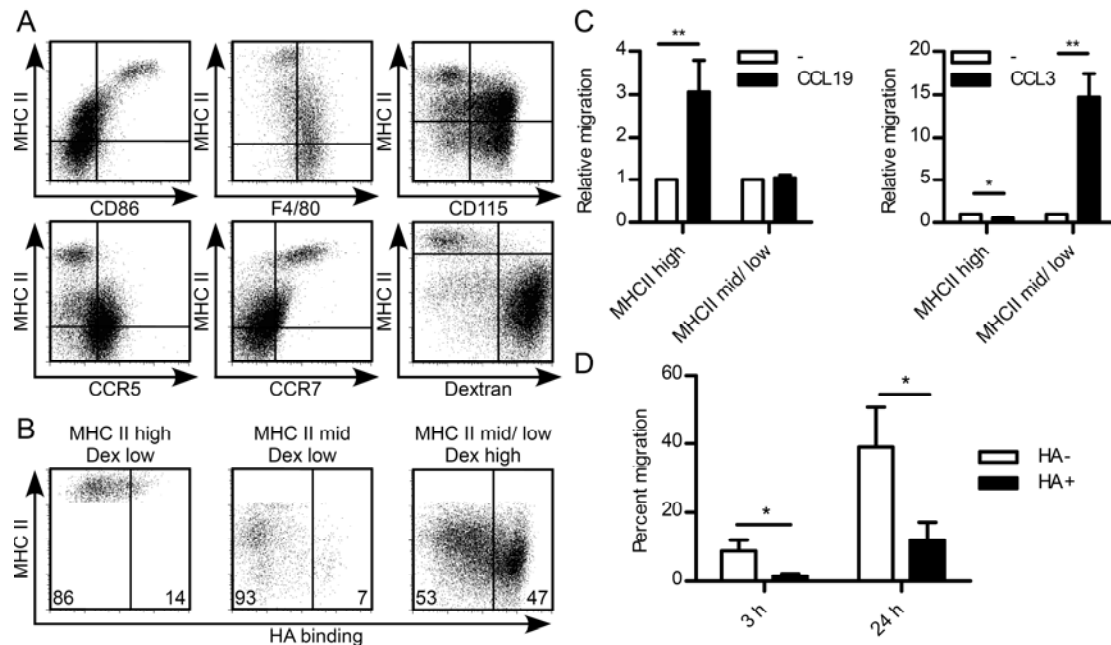 A
MHC II
CD86
MHC II
F4/80
MHC II
CD115
MHC II
CCR5
MHC II
CCR7
MHC II
Dextran
B
MHC II high
Dex low
MHC II mid
Dex low
MHC II mid/ low
Dex high
MHC II
86 14
93 7
53 47
HA binding
C
Relative migration
4
3
2
1
0
**
-
CCL19
MHCII high
MHCII mid/ low
Relative migration
20
15
10
5
0
*
**
-
CCL3
MHCII high
MHCII mid/ low
D
Percent migration
60
40
20
0
*
*
HA-
HA+
3 h
24 h